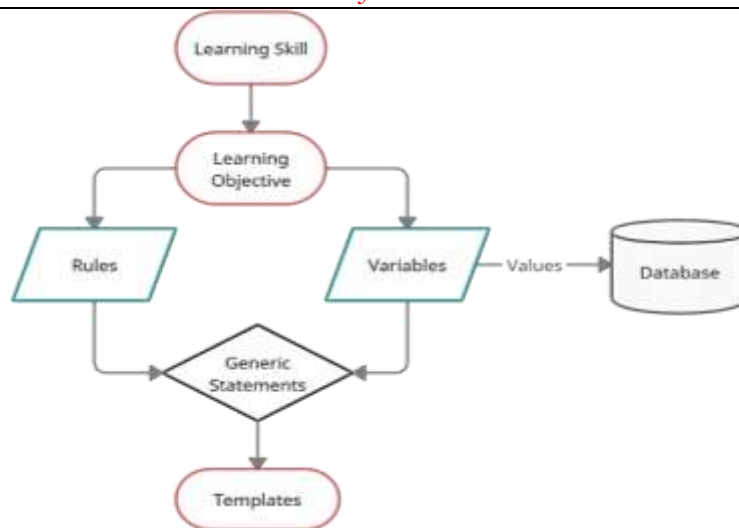 Learning Skill
Learning
Objective
Rules
Variables
Values
Database
Generic
Statements
Templates